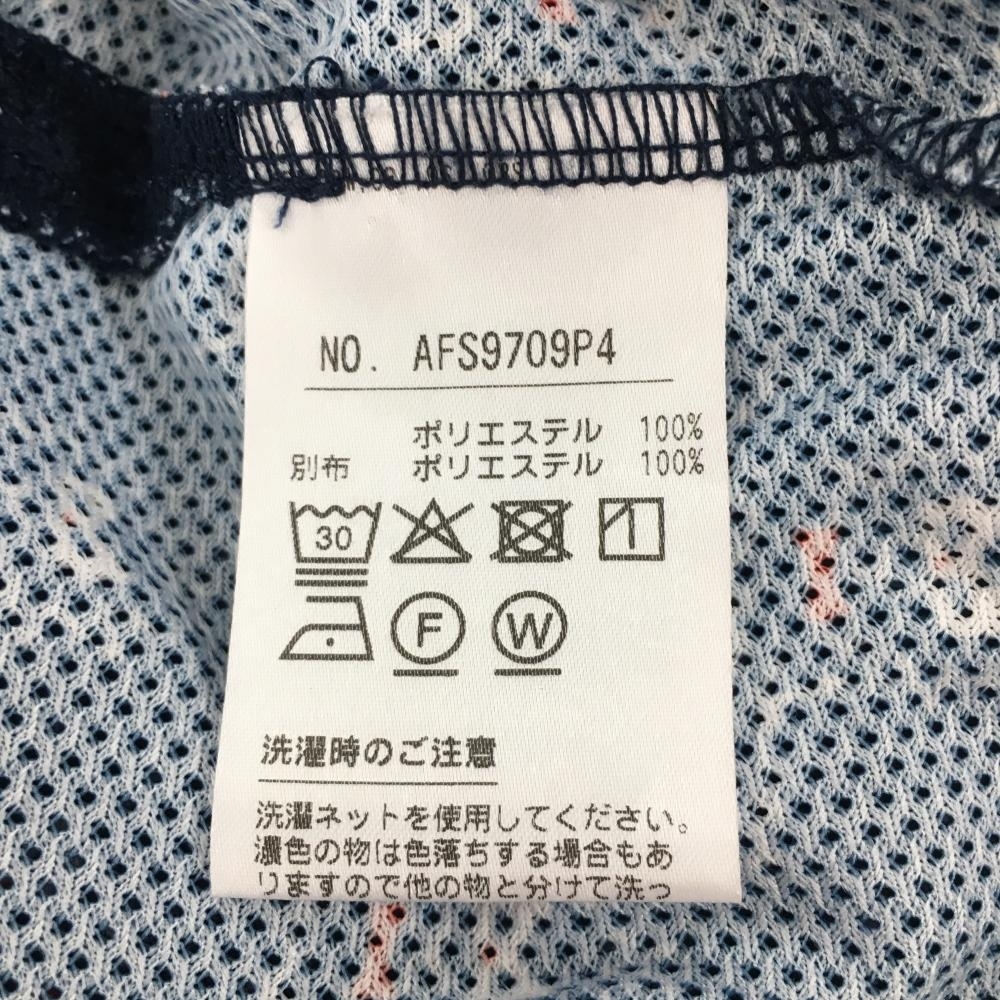 NO. AFS9709P4
ポリエステル 100%
別布 ポリエステル 100%
30
F W
洗濯時のご注意
洗濯ネットを使用してください。
濃色の物は色落ちする場合もあ
りますので他の物と分けて洗っ